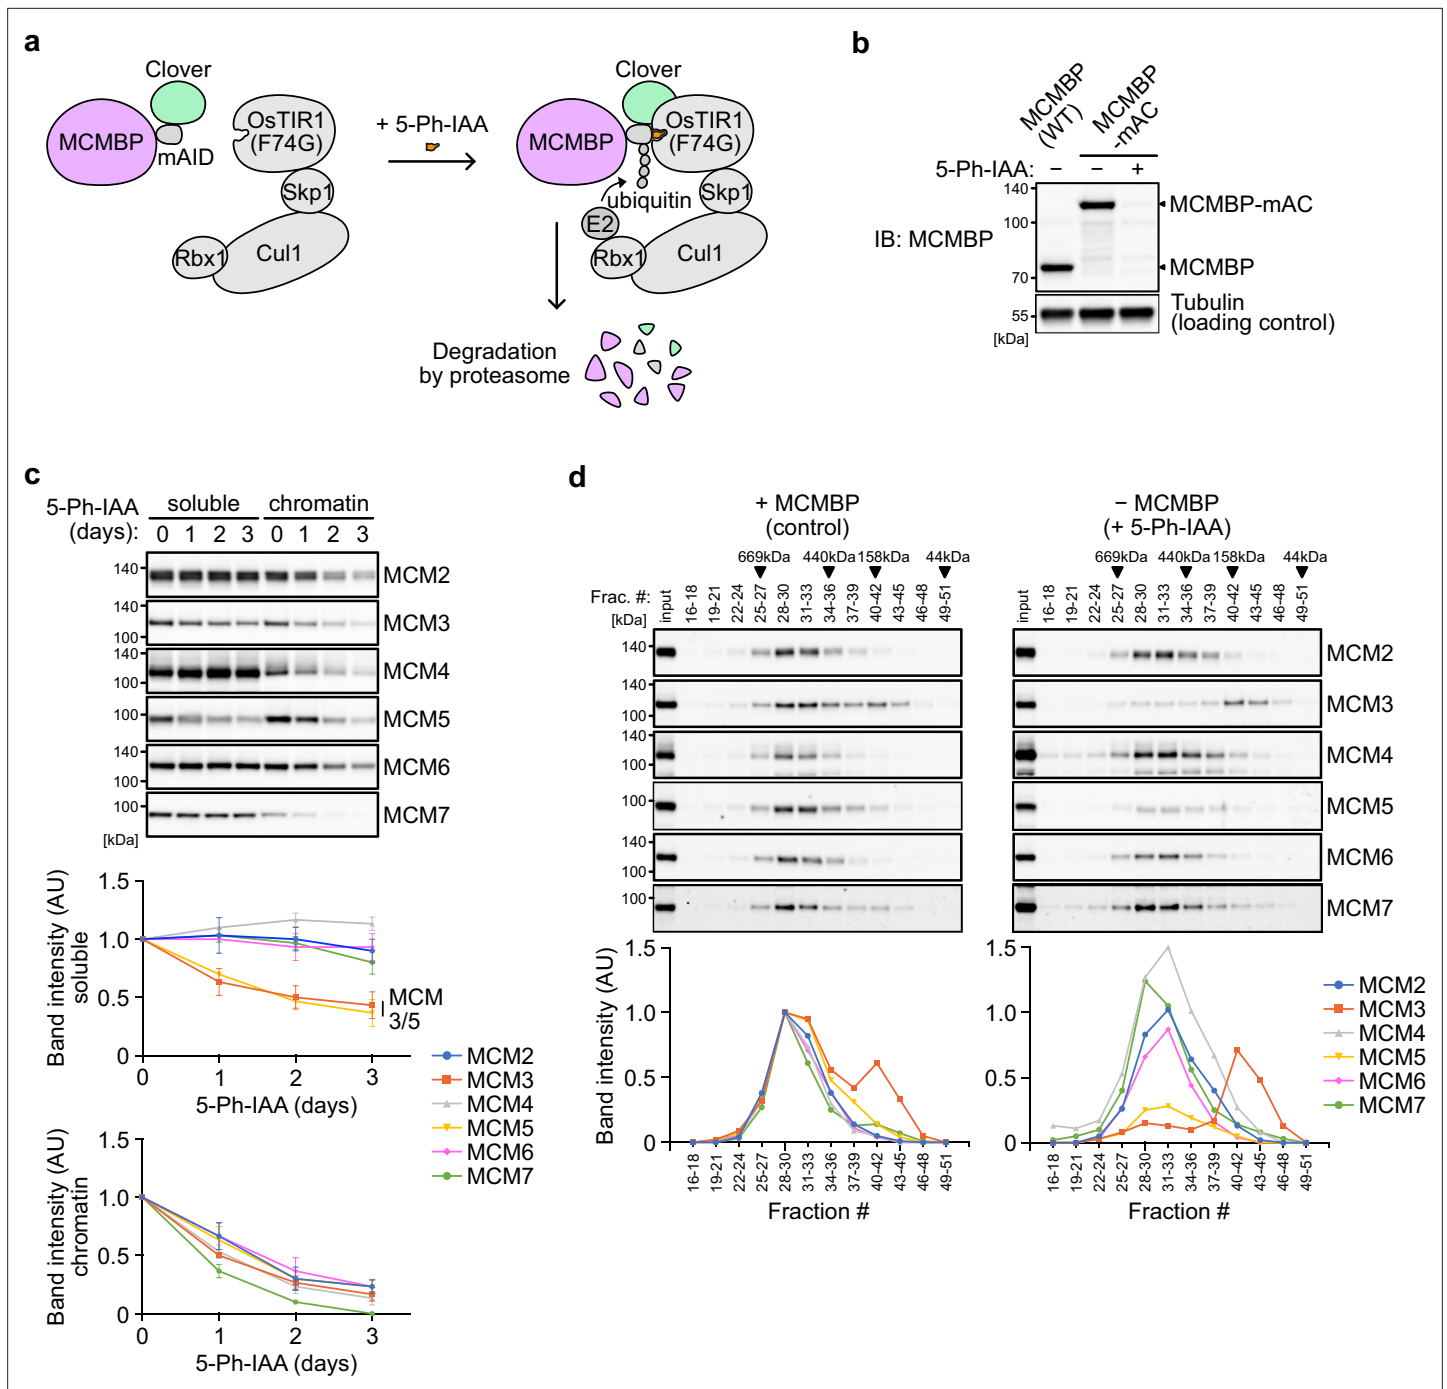 a
Clover
MCMBP
mAID
OsTIR1
(F74G)
Skp1
Rbx1
Cul1
+ 5-Ph-IAA
Clover
MCMBP
OsTIR1
(F74G)
ubiquitin
Skp1
E2
Rbx1
Cul1
Degradation
by proteasome
b
MCMBP
(WT)
MCMBP
-mAC
5-Ph-IAA: − − +
140
100
70
IB: MCMBP
MCMBP-mAC
MCMBP
55
Tubulin
(loading control)
[kDa]
c
5-Ph-IAA
(days):
soluble chromatin
0 1 2 3 0 1 2 3
140 MCM2
140
100 MCM3
140
100 MCM4
100 MCM5
140
100 MCM6
100 MCM7
[kDa]
Band intensity (AU)
soluble
1.5
1.0
0.5
0
MCM
3/5
0 1 2 3
5-Ph-IAA (days)
MCM2
MCM3
MCM4
MCM5
MCM6
MCM7
Band intensity (AU)
chromatin
1.5
1.0
0.5
0
0 1 2 3
5-Ph-IAA (days)
d
+ MCMBP
(control)
669kDa 440kDa 158kDa 44kDa
Frac. #: input 16-18 19-21 22-24 25-27 28-30 31-33 34-36 37-39 40-42 43-45 46-48 49-51
[kDa]
140
140
100
140
100
100
140
100
100
− MCMBP
(+ 5-Ph-IAA)
669kDa 440kDa 158kDa 44kDa
input 16-18 19-21 22-24 25-27 28-30 31-33 34-36 37-39 40-42 43-45 46-48 49-51
MCM2
MCM3
MCM4
MCM5
MCM6
MCM7
Band intensity (AU)
1.5
1.0
0.5
0
16-18 19-21 22-24 25-27 28-30 31-33 34-36 37-39 40-42 43-45 46-48 49-51
Fraction #
1.5
1.0
0.5
0
16-18 19-21 22-24 25-27 28-30 31-33 34-36 37-39 40-42 43-45 46-48 49-51
Fraction #
MCM2
MCM3
MCM4
MCM5
MCM6
MCM7